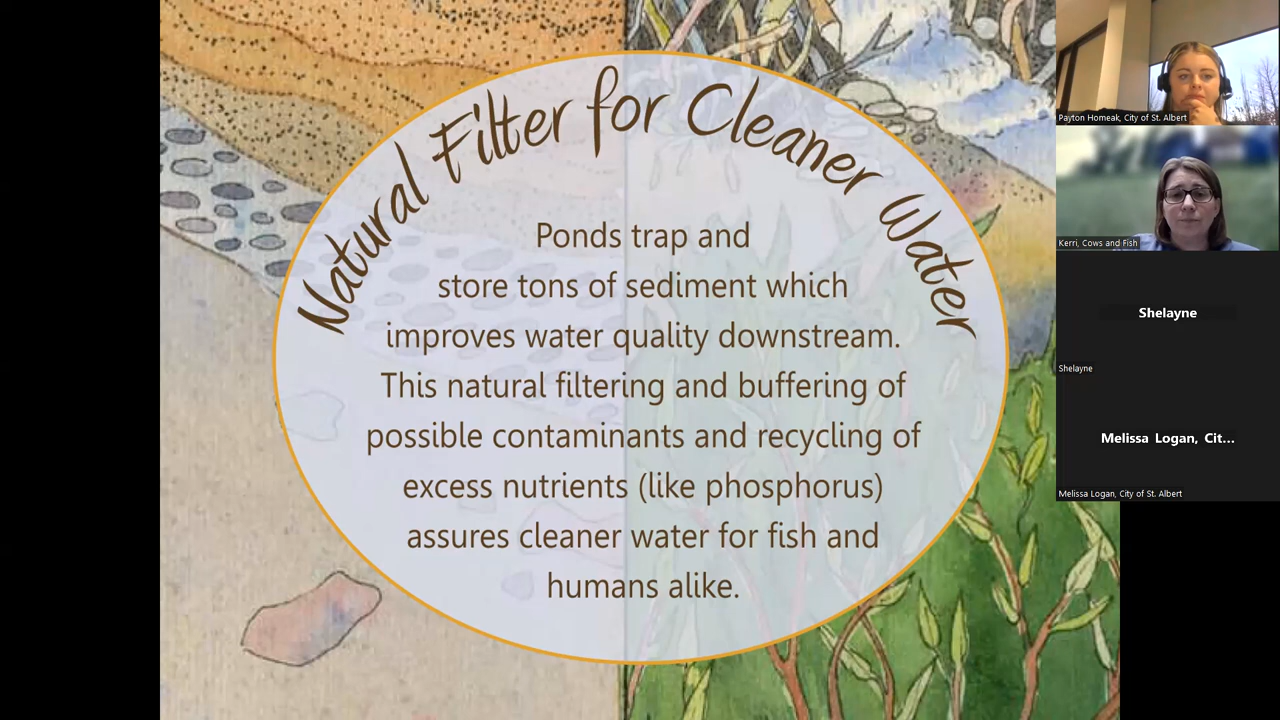 Natural Filter for Cleaner Water
Ponds trap and
store tons of sediment which
improves water quality downstream.
This natural filtering and buffering of
possible contaminants and recycling of
excess nutrients (like phosphorus)
assures cleaner water for fish and
humans alike.
Payton Homeak, City of St. Albert
Kerri, Cows and Fish
Shelayne
Shelayne
Melissa Logan, Cit...
Melissa Logan, City of St. Albert